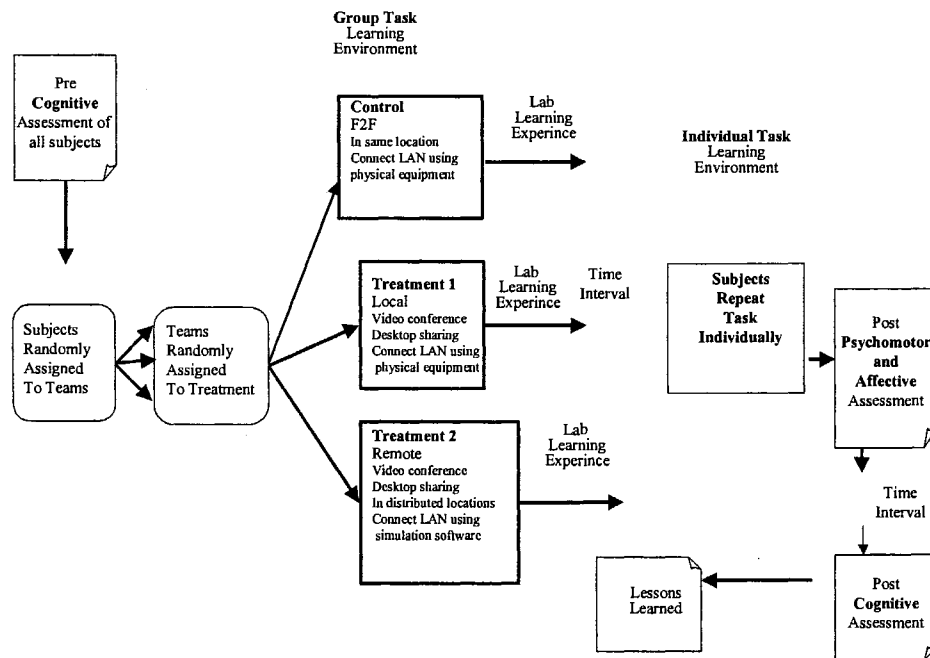 Group Task
Learning
Environment
Pre
Cognitive
Assessment of
all subjects
Control
F2F
In same location
Connect LAN using
physical equipment
Lab
Learning
Experince
Individual Task
Learning
Environment
Subjects
Randomly
Assigned
To Teams
Teams
Randomly
Assigned
To Treatment
Treatment 1
Local
Video conference
Desktop sharing
Connect LAN using
physical equipment
Lab
Learning
Experince
Time
Interval
Subjects
Repeat
Task
Individually
Post
Psychomotor
and
Affective
Assessment
Treatment 2
Remote
Video conference
Desktop sharing
In distributed locations
Connect LAN using
simulation software
Lab
Learning
Experince
Time
Interval
Post
Cognitive
Assessment
Lessons
Learned